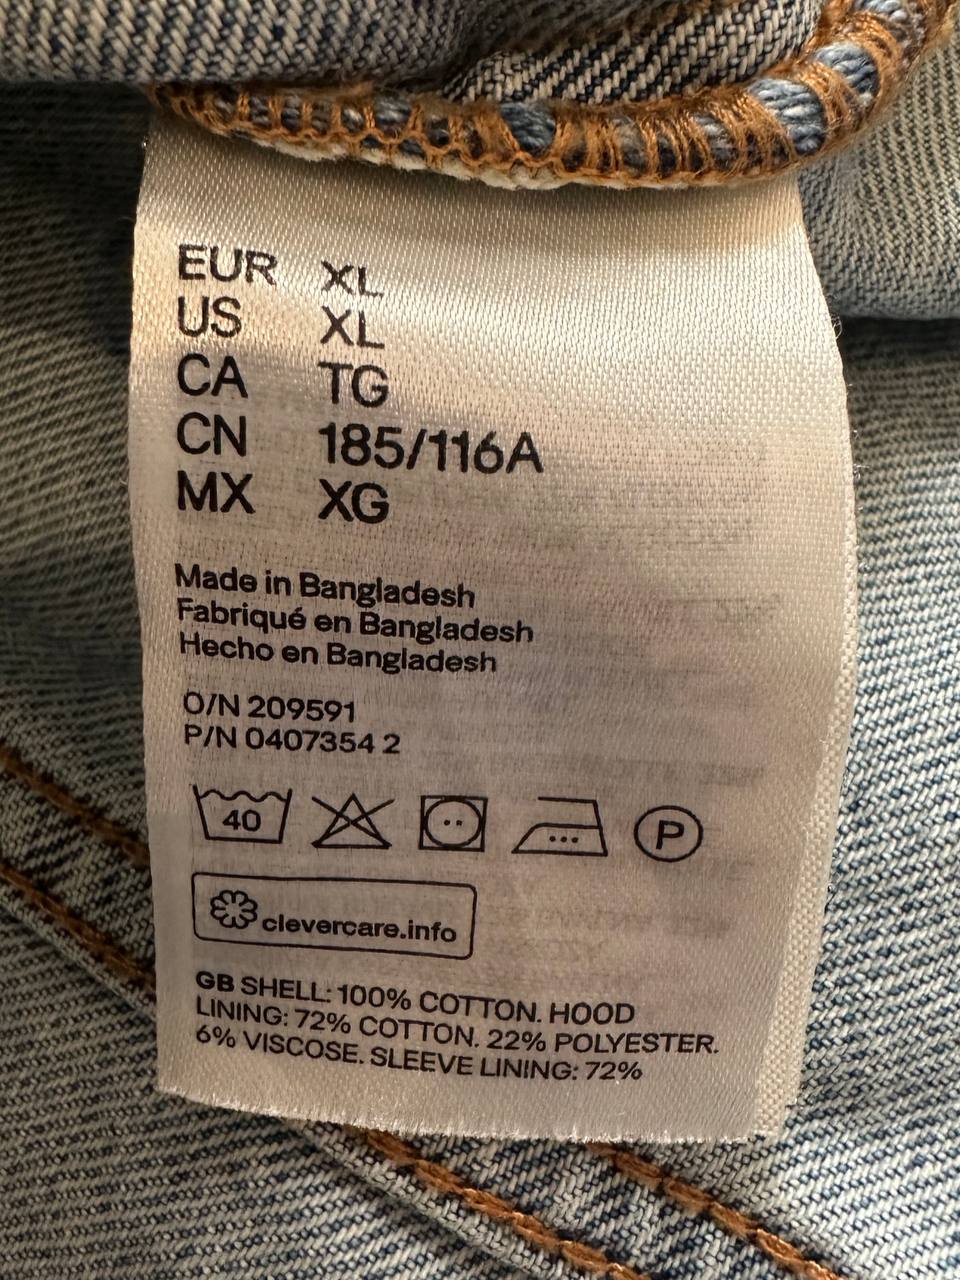 EUR XL
US XL
CA TG
CN 185/116A
MX XG
Made in Bangladesh
Fabriqué en Bangladesh
Hecho en Bangladesh
O/N 209591
P/N 0407354 2
40
P
clevercare.info
GB SHELL: 100% COTTON. HOOD
LINING: 72% COTTON. 22% POLYESTER.
6% VISCOSE. SLEEVE LINING: 72%